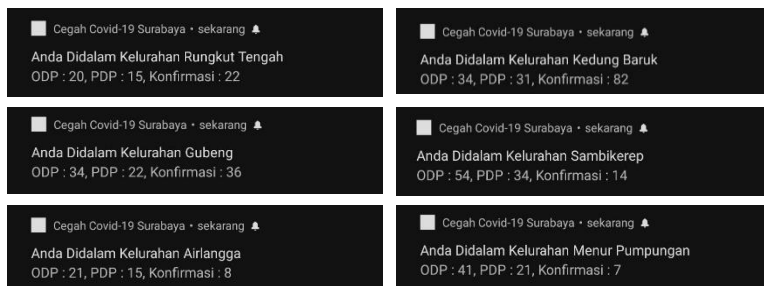 Cegah Covid-19 Surabaya • sekarang
Anda Didalam Kelurahan Rungkut Tengah
ODP : 20, PDP : 15, Konfirmasi : 22
Cegah Covid-19 Surabaya • sekarang
Anda Didalam Kelurahan Kedung Baruk
ODP : 34, PDP : 31, Konfirmasi : 82
Cegah Covid-19 Surabaya • sekarang
Anda Didalam Kelurahan Gubeng
ODP : 34, PDP : 22, Konfirmasi : 36
Cegah Covid-19 Surabaya • sekarang
Anda Didalam Kelurahan Sambikerep
ODP : 54, PDP : 34, Konfirmasi : 14
Cegah Covid-19 Surabaya • sekarang
Anda Didalam Kelurahan Airlangga
ODP : 21, PDP : 15, Konfirmasi : 8
Cegah Covid-19 Surabaya • sekarang
Anda Didalam Kelurahan Menur Pumpungan
ODP : 41, PDP : 21, Konfirmasi : 7